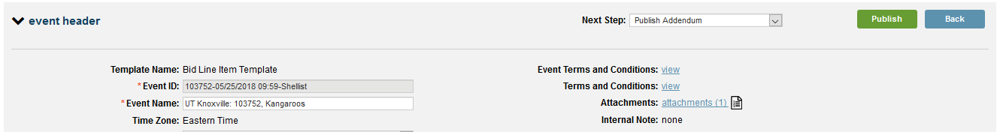 event header
Next Step: Publish Addendum
Publish
Back
Template Name: Bid Line Item Template
* Event ID: 103752-05/25/2018 09:59-Shellist
* Event Name: UT Knoxville: 103752, Kangaroos
Time Zone: Eastern Time
Event Terms and Conditions: view
Terms and Conditions: view
Attachments: attachments (1)
Internal Note: none